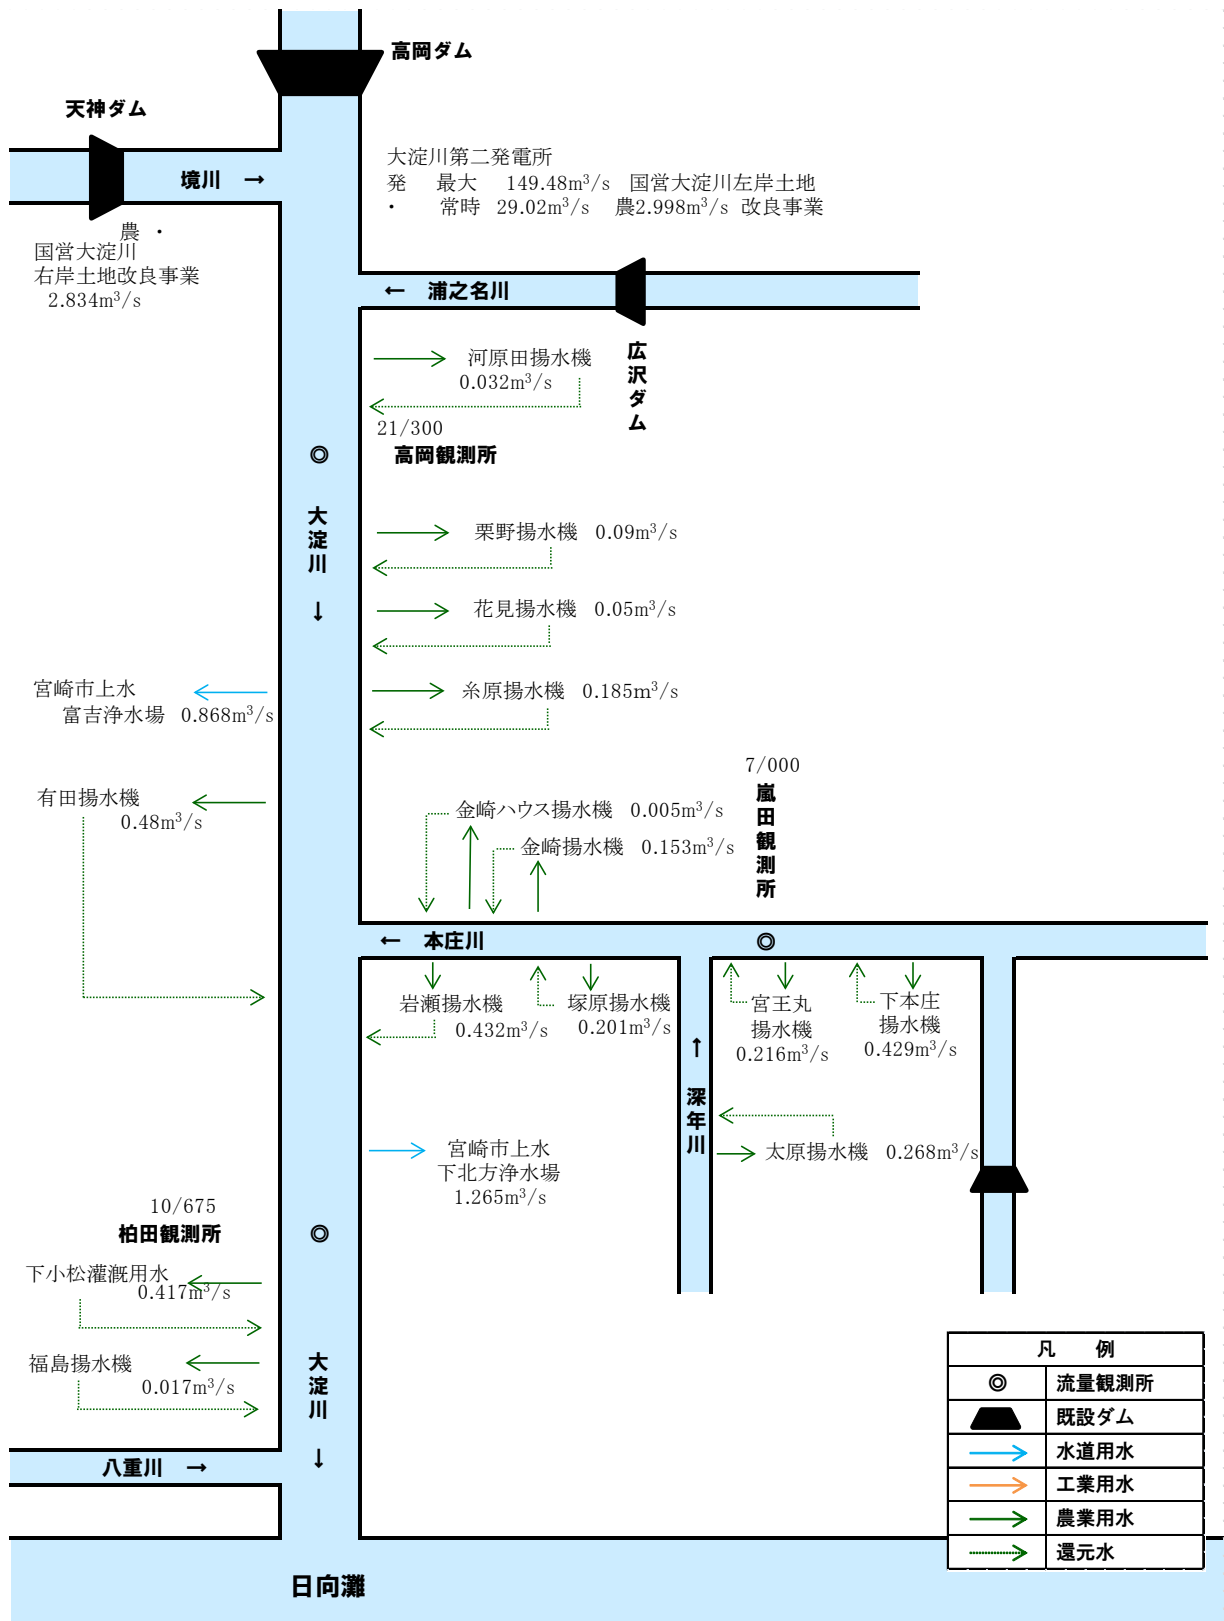 高岡ダム
天神ダム
境川 →
大淀川第二発電所
発 最大 149.48m³/s 国営大淀川左岸土地
・ 常時 29.02m³/s 農2.998m³/s 改良事業
農 ・
国営大淀川
右岸土地改良事業
2.834m³/s
← 浦之名川
広沢ダム
河原田揚水機
0.032m³/s
21/300
高岡観測所
◎
大淀川
↓
栗野揚水機 0.09m³/s
花見揚水機 0.05m³/s
糸原揚水機 0.185m³/s
宮崎市上水
富吉浄水場 0.868m³/s
有田揚水機
0.48m³/s
7/000
嵐田観測所
金崎ハウス揚水機 0.005m³/s
金崎揚水機 0.153m³/s
← 本庄川
◎
岩瀬揚水機
0.432m³/s
塚原揚水機
0.201m³/s
宮王丸
揚水機
0.216m³/s
下本庄
揚水機
0.429m³/s
↑
深年川
太原揚水機 0.268m³/s
宮崎市上水
下北方浄水場
1.265m³/s
10/675
柏田観測所
◎
下小松灌漑用水
0.417m³/s
福島揚水機
0.017m³/s
大淀川
↓
八重川 →
日向灘
凡 例
◎ 流量観測所
既設ダム
水道用水
工業用水
農業用水
還元水